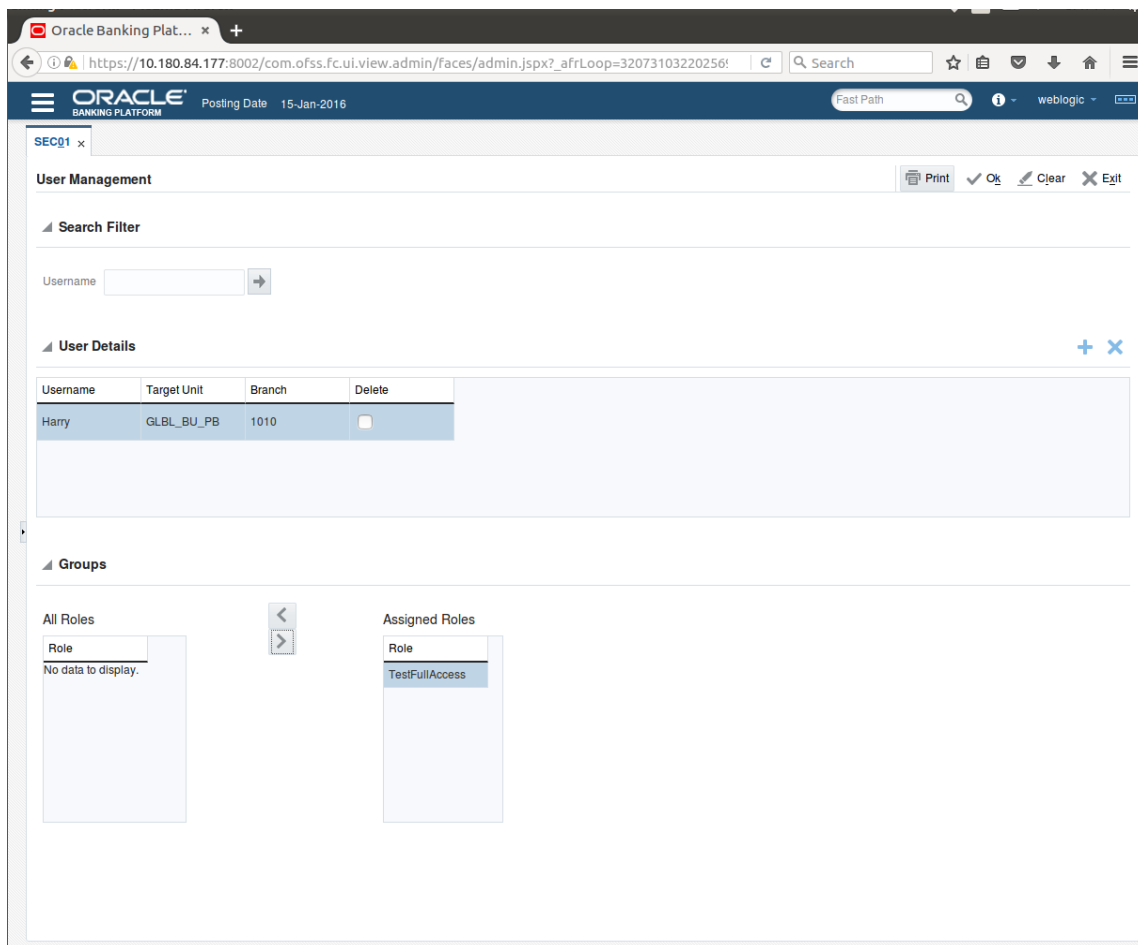 Oracle Banking Plat... × +
https://10.180.84.177:8002/com.ofss.fc.ui.view.admin/faces/admin.jspx?_afrLoop=32073103220256 Search
ORACLE
BANKING PLATFORM
Posting Date 15-Jan-2016 Fast Path weblogic
SEC01 ×
User Management Print Ok Clear Exit
Search Filter
Username
User Details
Username Target Unit Branch Delete
Harry GLBL_BU_PB 1010
Groups
All Roles Assigned Roles
Role Role
No data to display. TestFullAccess